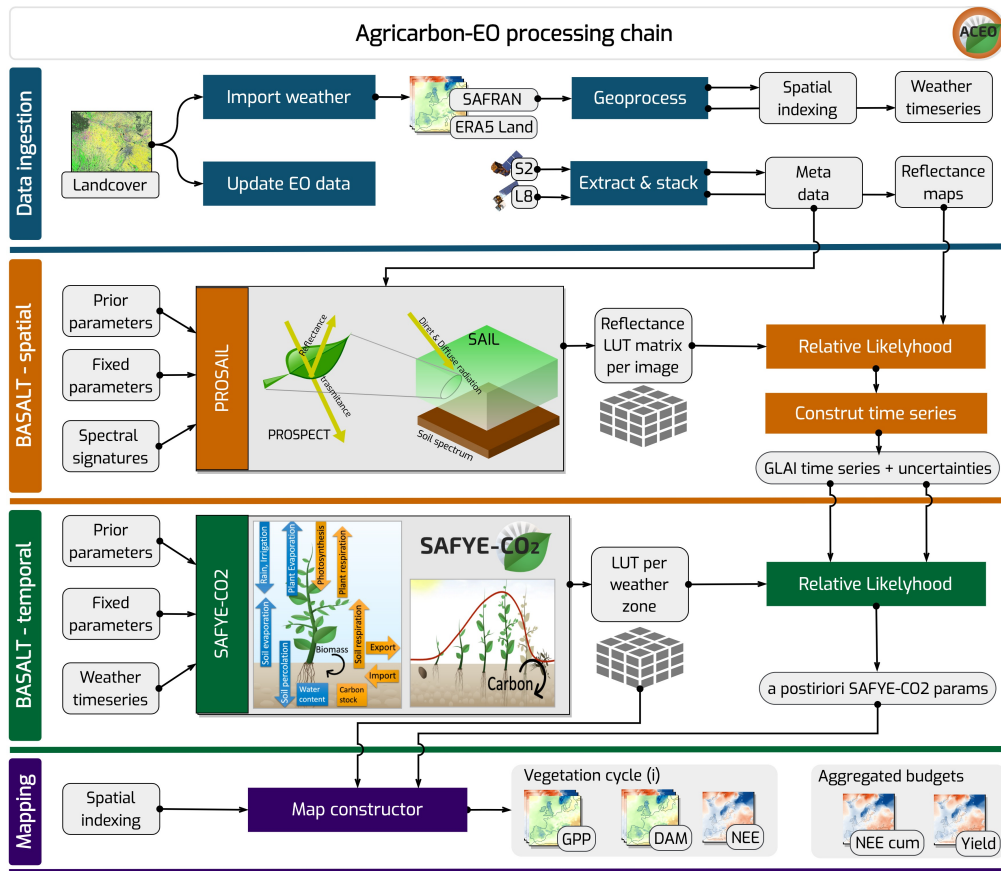 Agricarbon-EO processing chain
ACEO
Data ingestion
Import weather
SAFRAN
ERA5 Land
Geoprocess
Spatial
indexing
Weather
timeseries
Landcover
Update EO data
S2
L8
Extract & stack
Meta
data
Reflectance
maps
BASALT - spatial
Prior
parameters
Fixed
parameters
Spectral
signatures
PROSAIL
Reflectance
trasmitance
PROSPECT
Diret & Diffuse radiation
SAIL
Soil spectrum
Reflectance
LUT matrix
per image
Relative Likelyhood
Construt time series
GLAI time series + uncertainties
BASALT - temporal
Prior
parameters
Fixed
parameters
Weather
timeseries
SAFYE-CO2
Rain, Irrigation
Plant Evaporation
Photosynthesis
Plant respiration
Soil evaporation
Soil percolation
Biomass
Soil respiration
Export
Import
Water
content
Carbon
stock
SAFYE-CO2
Carbon
LUT per
weather
zone
Relative Likelyhood
a postiriori SAFYE-CO2 params
Mapping
Spatial
indexing
Map constructor
Vegetation cycle (i)
GPP
DAM
NEE
Aggregated budgets
NEE cum
Yield